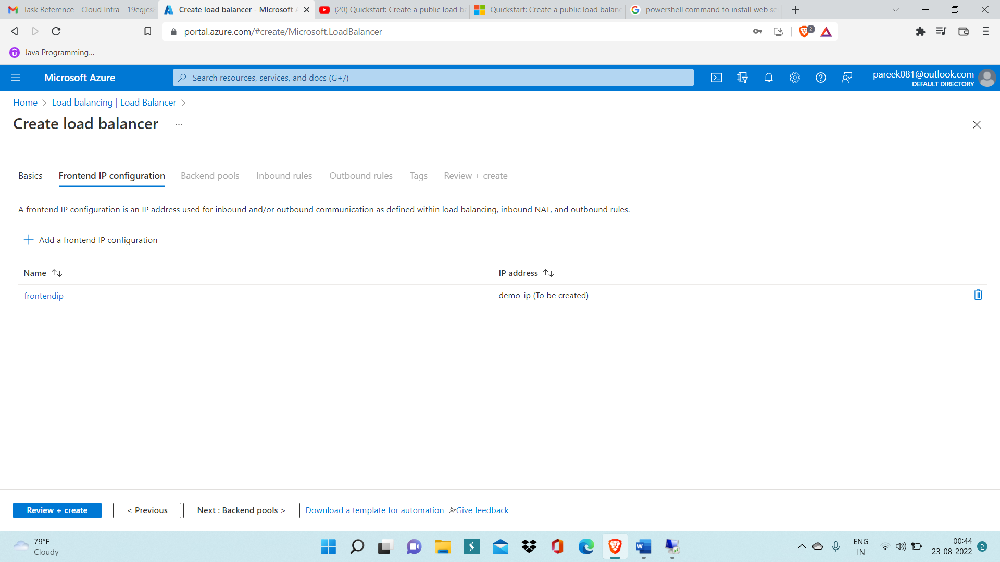 Task Reference - Cloud Infra - 19egjcs
Create load balancer - Microsoft A
(20) Quickstart: Create a public load ba
Quickstart: Create a public load balanc
powershell command to install web se
portal.azure.com/#create/Microsoft.LoadBalancer
2
Java Programming...
Microsoft Azure
Search resources, services, and docs (G+/)
pareek081@outlook.com
DEFAULT DIRECTORY
Home > Load balancing | Load Balancer >
Create load balancer ...
Basics
Frontend IP configuration
Backend pools
Inbound rules
Outbound rules
Tags
Review + create
A frontend IP configuration is an IP address used for inbound and/or outbound communication as defined within load balancing, inbound NAT, and outbound rules.
+ Add a frontend IP configuration
Name ↑↓
IP address ↑↓
frontendip
demo-ip (To be created)
Review + create
< Previous
Next : Backend pools >
Download a template for automation
Give feedback
79°F
Cloudy
ENG
IN
00:44
23-08-2022
2